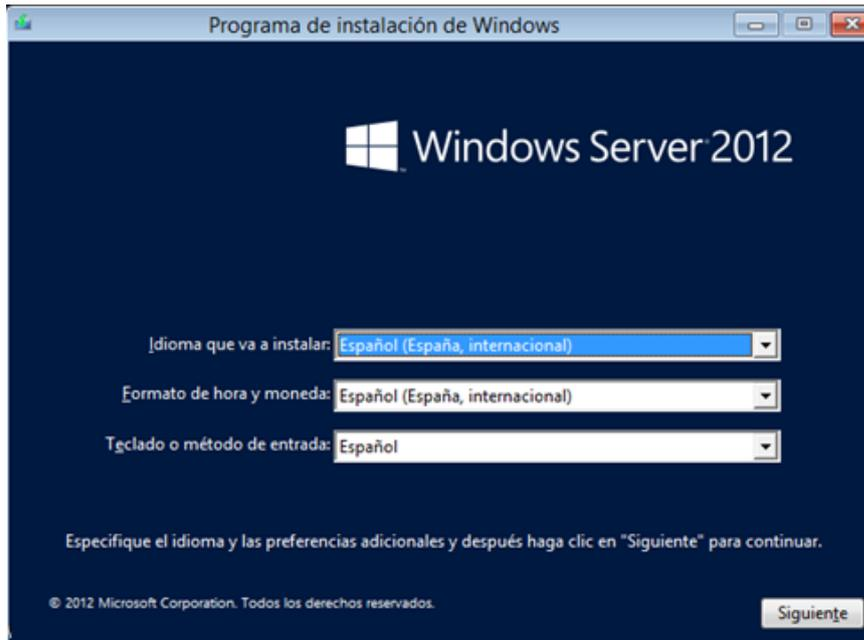 Programa de instalación de Windows
Windows Server 2012
Idioma que va a instalar: Español (España, internacional)
Formato de hora y moneda: Español (España, internacional)
Teclado o método de entrada: Español
Especifique el idioma y las preferencias adicionales y después haga clic en "Siguiente" para continuar.
© 2012 Microsoft Corporation. Todos los derechos reservados.
Siguiente